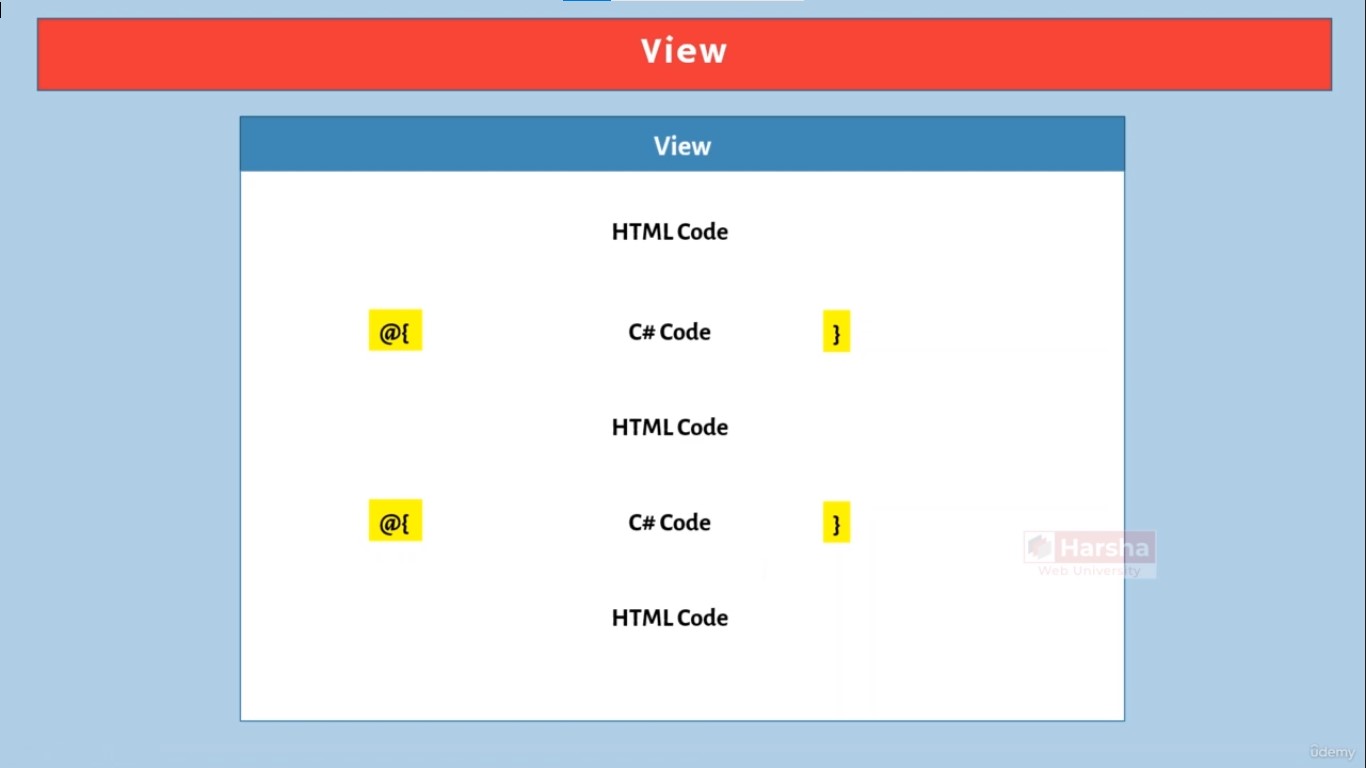 View
View
HTML Code
@{ C# Code }
HTML Code
@{ C# Code }
Harsha
Web University
HTML Code
ûdemy